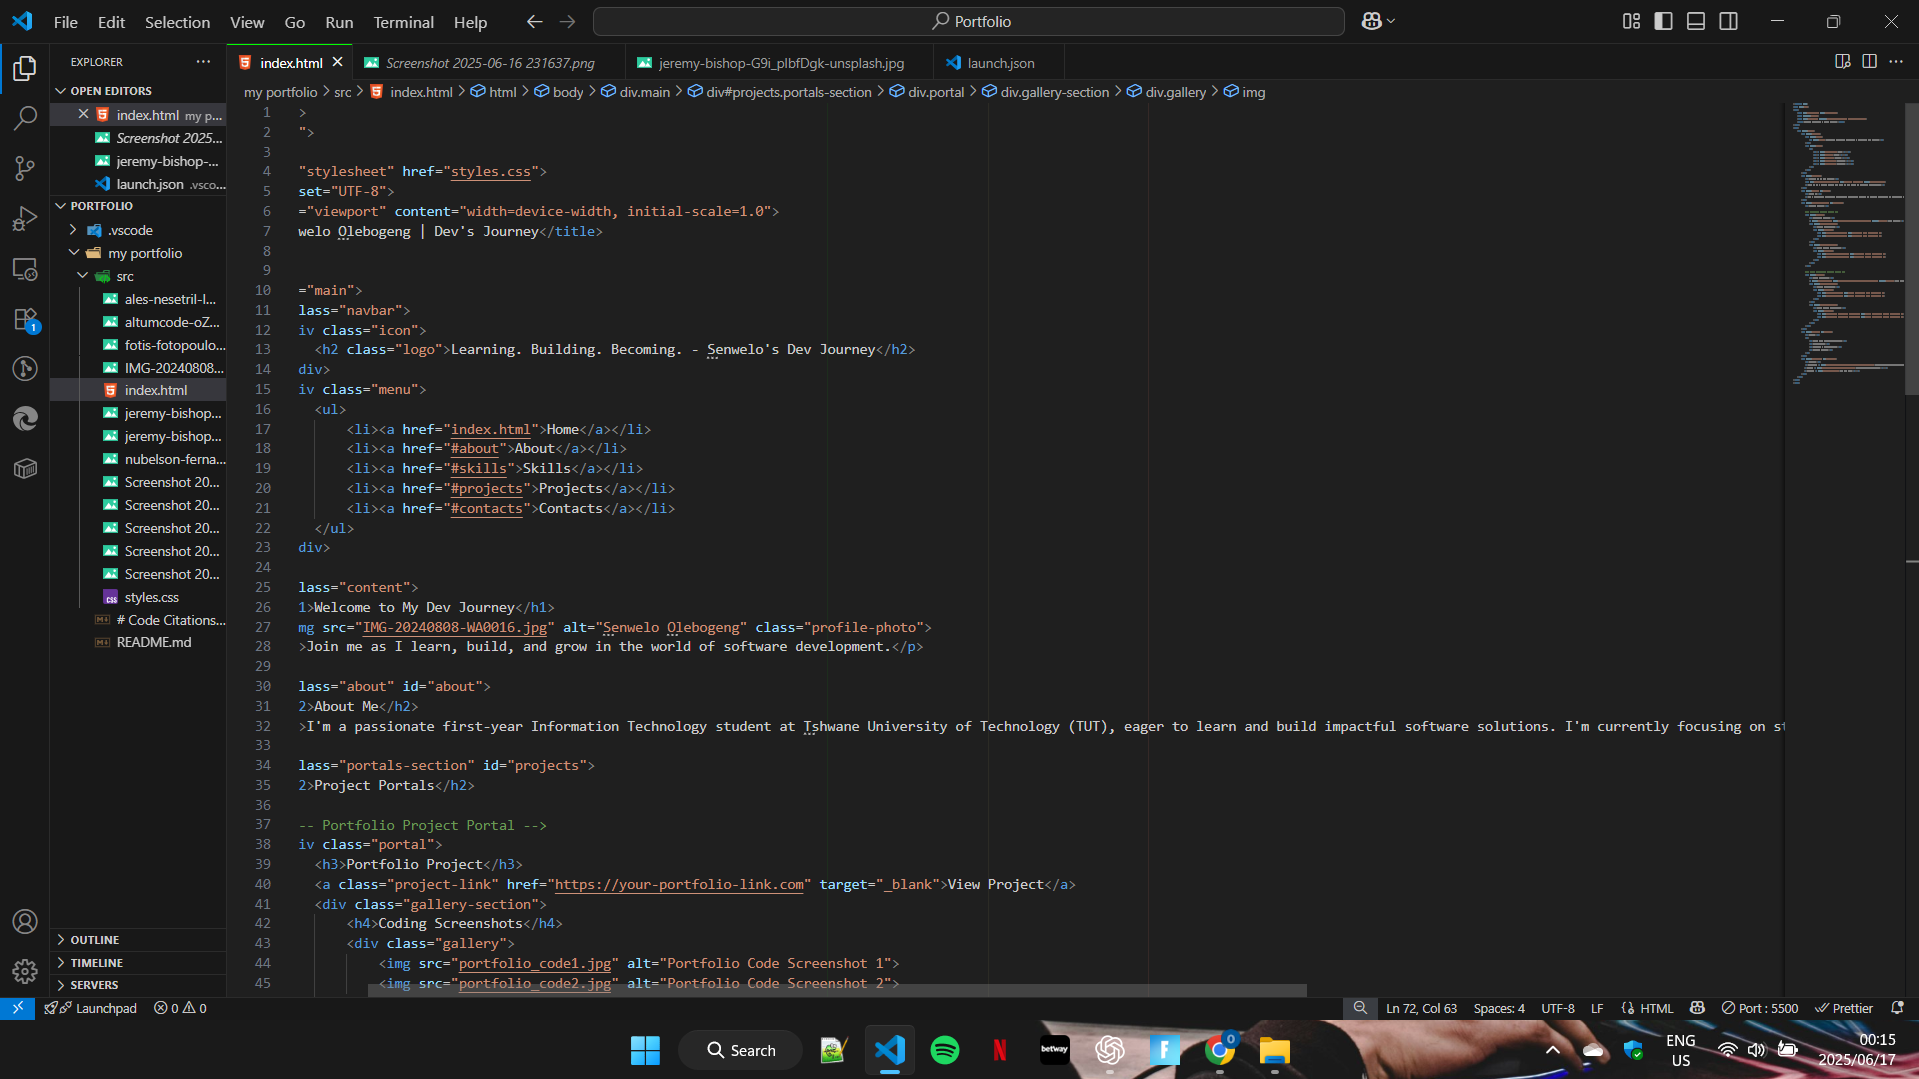 File Edit Selection View Go Run Terminal Help
Portfolio
EXPLORER
index.html
Screenshot 2025-06-16 231637.png
jeremy-bishop-G9i_plbfDgk-unsplash.jpg
launch.json
my portfolio > src > index.html > html > body > div.main > div#projects.portals-section > div.portal > div.gallery-section > div.gallery > img
OPEN EDITORS
index.html my p...
Screenshot 2025...
jeremy-bishop-...
launch.json .vsco...
PORTFOLIO
.vscode
my portfolio
src
ales-nesetril-I...
altumcode-oZ...
fotis-fotopoulo...
IMG-20240808...
index.html
jeremy-bishop...
jeremy-bishop...
nubelson-ferna...
Screenshot 20...
Screenshot 20...
Screenshot 20...
Screenshot 20...
Screenshot 20...
styles.css
# Code Citations...
README.md
OUTLINE
TIMELINE
SERVERS
1 >
2 ">
3
4 "stylesheet" href="styles.css">
5 set="UTF-8">
6 ="viewport" content="width=device-width, initial-scale=1.0">
7 welo Olebogeng | Dev's Journey</title>
8
9
10 ="main">
11 lass="navbar">
12 iv class="icon">
13 <h2 class="logo">Learning. Building. Becoming. - Senwelo's Dev Journey</h2>
14 div>
15 iv class="menu">
16 <ul>
17 <li><a href="index.html">Home</a></li>
18 <li><a href="#about">About</a></li>
19 <li><a href="#skills">Skills</a></li>
20 <li><a href="#projects">Projects</a></li>
21 <li><a href="#contacts">Contacts</a></li>
22 </ul>
23 div>
24
25 lass="content">
26 1>Welcome to My Dev Journey</h1>
27 mg src="IMG-20240808-WA0016.jpg" alt="Senwelo Olebogeng" class="profile-photo">
28 >Join me as I learn, build, and grow in the world of software development.</p>
29
30 lass="about" id="about">
31 2>About Me</h2>
32 >I'm a passionate first-year Information Technology student at Tshwane University of Technology (TUT), eager to learn and build impactful software solutions. I'm currently focusing on st
33
34 lass="portals-section" id="projects">
35 2>Project Portals</h2>
36
37 -- Portfolio Project Portal -->
38 iv class="portal">
39 <h3>Portfolio Project</h3>
40 <a class="project-link" href="https://your-portfolio-link.com" target="_blank">View Project</a>
41 <div class="gallery-section">
42 <h4>Coding Screenshots</h4>
43 <div class="gallery">
44 <img src="portfolio_code1.jpg" alt="Portfolio Code Screenshot 1">
45 <img src="portfolio_code2.jpg" alt="Portfolio Code Screenshot 2">
1
Launchpad 0 0 Ln 72, Col 63 Spaces: 4 UTF-8 LF HTML Port : 5500 Prettier
Search
betway
N
F
0
ENG
US
00:15
2025/06/17